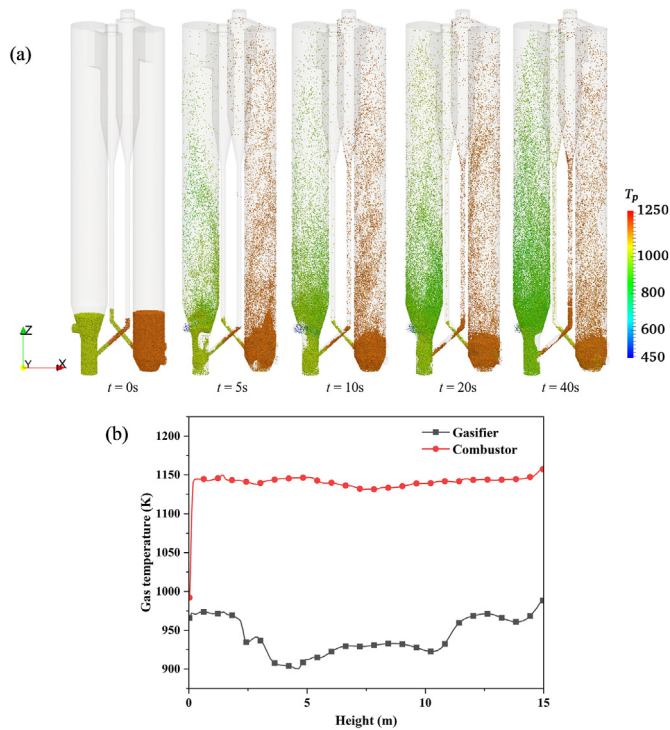 (a)
T_p
1250
1000
800
600
450
Z
Y
X
t = 0s
t = 5s
t = 10s
t = 20s
t = 40s
(b)
Gasifier
Combustor
1200
1150
1100
1050
1000
950
900
Gas temperature (K)
0
5
10
15
Height (m)